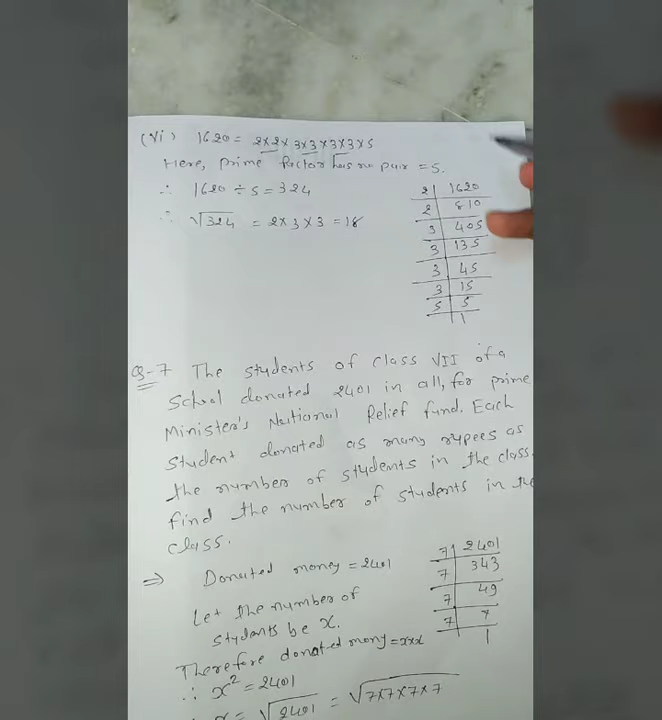 (vi) 1620 = 2×2×3×3×3×3×5
Here, prime factor has no pair = 5.
∴ 1620 ÷ 5 = 324
∴ √324 = 2×3×3 = 18
2 | 1620
2 | 810
3 | 405
3 | 135
3 | 45
3 | 15
5 | 5
1
Q-7 The students of Class VII of a
School donated 2401 in all, for prime
Minister's National Relief fund. Each
Student donated as many rupees as
the number of students in the class.
find the number of students in the
class.
⇒ Donated money = 2401
Let the number of
students be x.
Therefore donated mony = x×x
∴ x² = 2401
x = √2401 = √7×7×7×7
7 | 2401
7 | 343
7 | 49
7 | 7
1